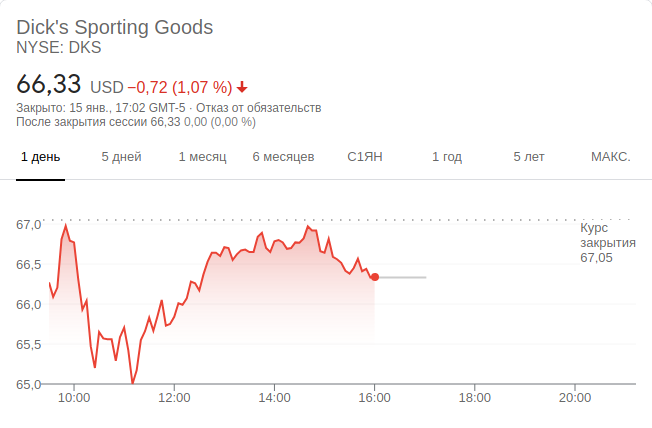 Dick's Sporting Goods
NYSE: DKS
66,33 USD −0,72 (1,07 %)
Закрыто: 15 янв., 17:02 GMT-5 · Отказ от обязательств
После закрытия сессии 66,33 0,00 (0,00 %)
1 день 5 дней 1 месяц 6 месяцев С1ЯН 1 год 5 лет МАКС.
67,0
66,5
66,0
65,5
65,0
Курс
закрытия
67,05
10:00 12:00 14:00 16:00 18:00 20:00